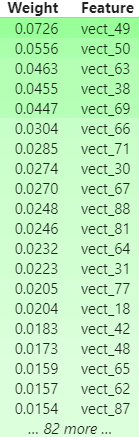 Weight Feature
0.0726 vect_49
0.0556 vect_50
0.0463 vect_63
0.0455 vect_38
0.0447 vect_69
0.0304 vect_66
0.0285 vect_71
0.0274 vect_30
0.0270 vect_67
0.0248 vect_88
0.0246 vect_81
0.0232 vect_64
0.0223 vect_31
0.0205 vect_77
0.0204 vect_18
0.0183 vect_42
0.0173 vect_48
0.0159 vect_65
0.0157 vect_62
0.0154 vect_87
... 82 more ...